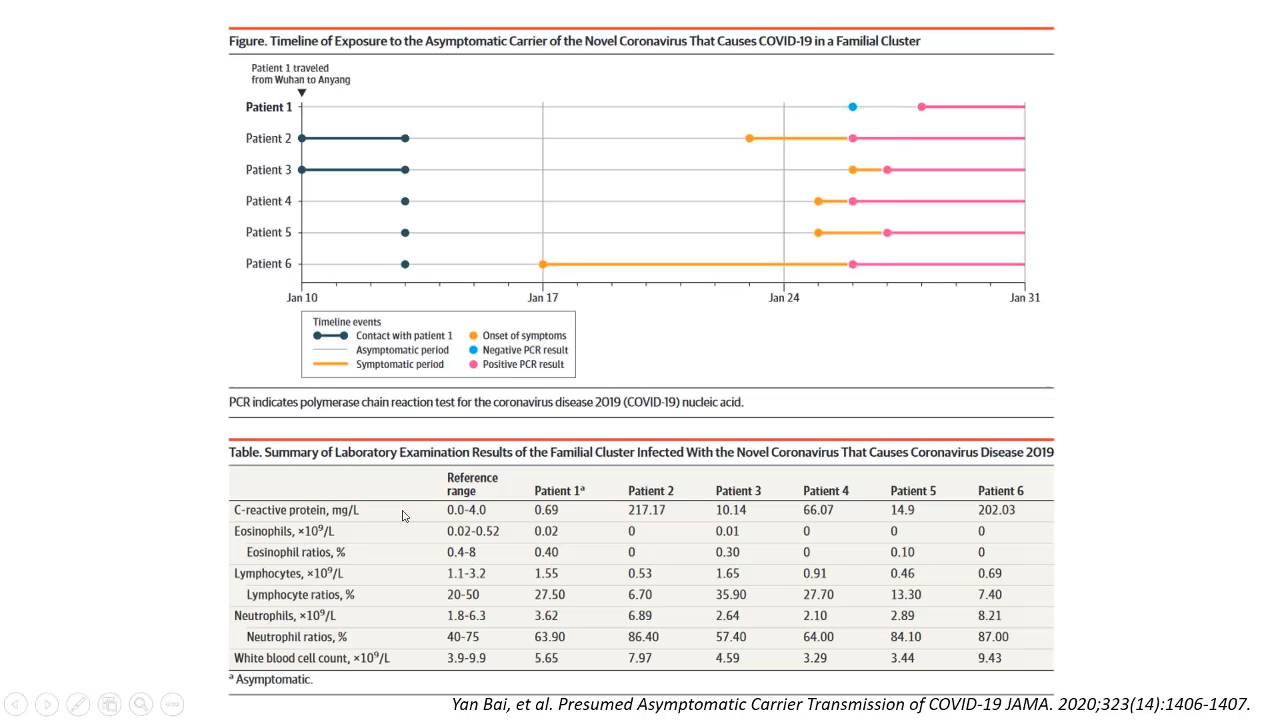 Figure. Timeline of Exposure to the Asymptomatic Carrier of the Novel Coronavirus That Causes COVID-19 in a Familial Cluster
Patient 1 traveled
from Wuhan to Anyang
Patient 1
Patient 2
Patient 3
Patient 4
Patient 5
Patient 6
Jan 10 Jan 17 Jan 24 Jan 31
Timeline events
Contact with patient 1 Onset of symptoms
Asymptomatic period Negative PCR result
Symptomatic period Positive PCR result
PCR indicates polymerase chain reaction test for the coronavirus disease 2019 (COVID-19) nucleic acid.
Table. Summary of Laboratory Examination Results of the Familial Cluster Infected With the Novel Coronavirus That Causes Coronavirus Disease 2019
Reference
range Patient 1ᵃ Patient 2 Patient 3 Patient 4 Patient 5 Patient 6
C-reactive protein, mg/L 0.0-4.0 0.69 217.17 10.14 66.07 14.9 202.03
Eosinophils, ×10⁹/L 0.02-0.52 0.02 0 0.01 0 0 0
Eosinophil ratios, % 0.4-8 0.40 0 0.30 0 0.10 0
Lymphocytes, ×10⁹/L 1.1-3.2 1.55 0.53 1.65 0.91 0.46 0.69
Lymphocyte ratios, % 20-50 27.50 6.70 35.90 27.70 13.30 7.40
Neutrophils, ×10⁹/L 1.8-6.3 3.62 6.89 2.64 2.10 2.89 8.21
Neutrophil ratios, % 40-75 63.90 86.40 57.40 64.00 84.10 87.00
White blood cell count, ×10⁹/L 3.9-9.9 5.65 7.97 4.59 3.29 3.44 9.43
ᵃ Asymptomatic.
Yan Bai, et al. Presumed Asymptomatic Carrier Transmission of COVID-19 JAMA. 2020;323(14):1406-1407.